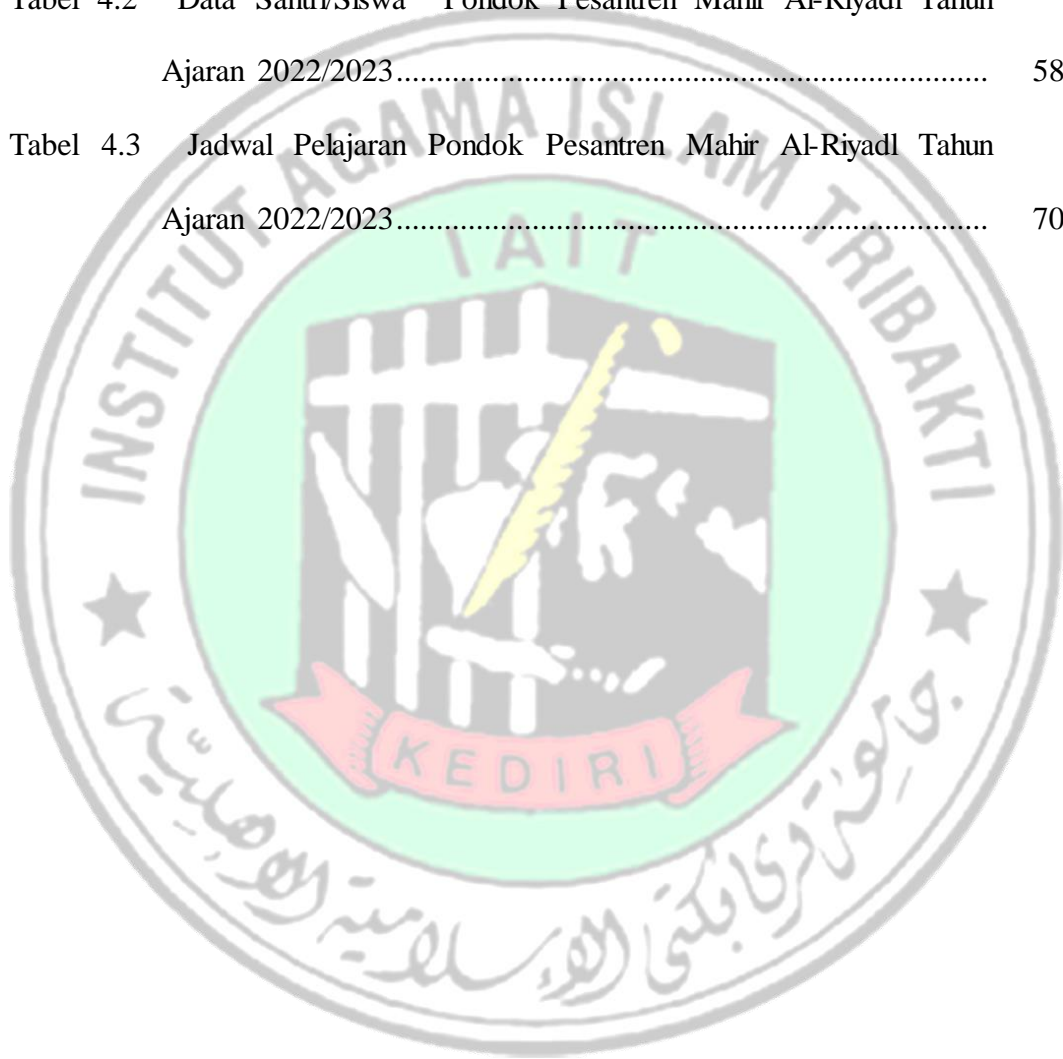 Tabel 4.2 Data Santri/Siswa Pondok Pesantren Mahir Al-Riyadl Tahun
Ajaran 2022/2023.......................................................................... 58
Tabel 4.3 Jadwal Pelajaran Pondok Pesantren Mahir Al-Riyadl Tahun
Ajaran 2022/2023.......................................................................... 70
INSTITUT AGAMA ISLAM TRIBAKTI
IAIT
KEDIRI